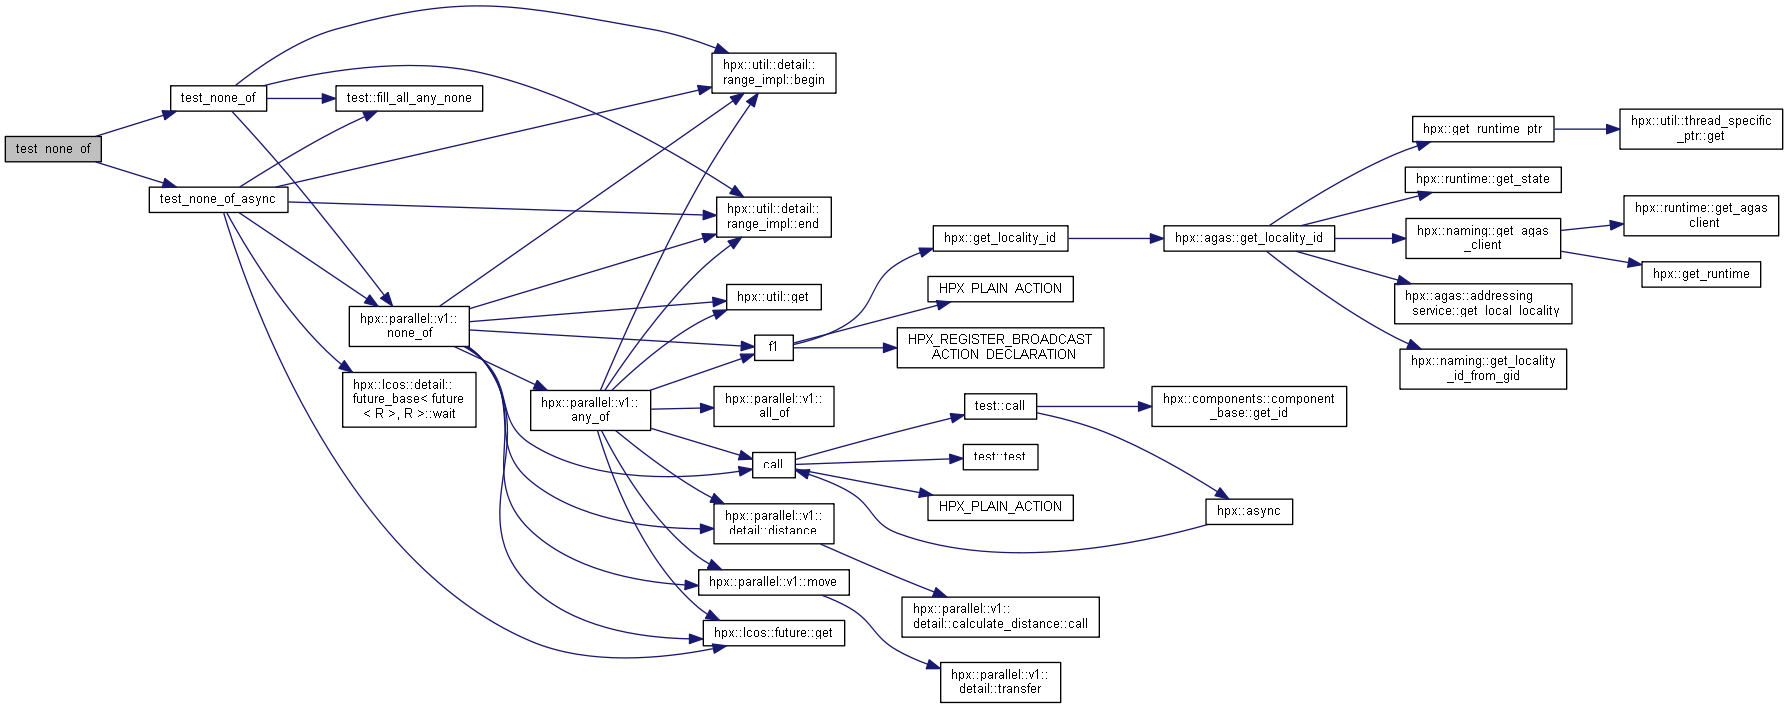 test_none_of
test_none_of
test_none_of_async
test::fill_all_any_none
hpx::parallel::v1::
none_of
hpx::lcos::detail::
future_base< future
< R >, R >::wait
hpx::util::detail::
range_impl::begin
hpx::util::detail::
range_impl::end
hpx::util::get
hpx::parallel::v1::
any_of
f1
hpx::parallel::v1::
all_of
call
hpx::parallel::v1::
detail::distance
hpx::parallel::v1::move
hpx::lcos::future::get
hpx::get_locality_id
HPX_PLAIN_ACTION
HPX_REGISTER_BROADCAST
_ACTION_DECLARATION
test::call
test::test
HPX_PLAIN_ACTION
hpx::parallel::v1::
detail::calculate_distance::call
hpx::parallel::v1::
detail::transfer
hpx::agas::get_locality_id
hpx::components::component
_base::get_id
hpx::async
hpx::get_runtime_ptr
hpx::runtime::get_state
hpx::naming::get_agas
_client
hpx::agas::addressing
_service::get_local_locality
hpx::naming::get_locality
_id_from_gid
hpx::util::thread_specific
_ptr::get
hpx::runtime::get_agas
_client
hpx::get_runtime